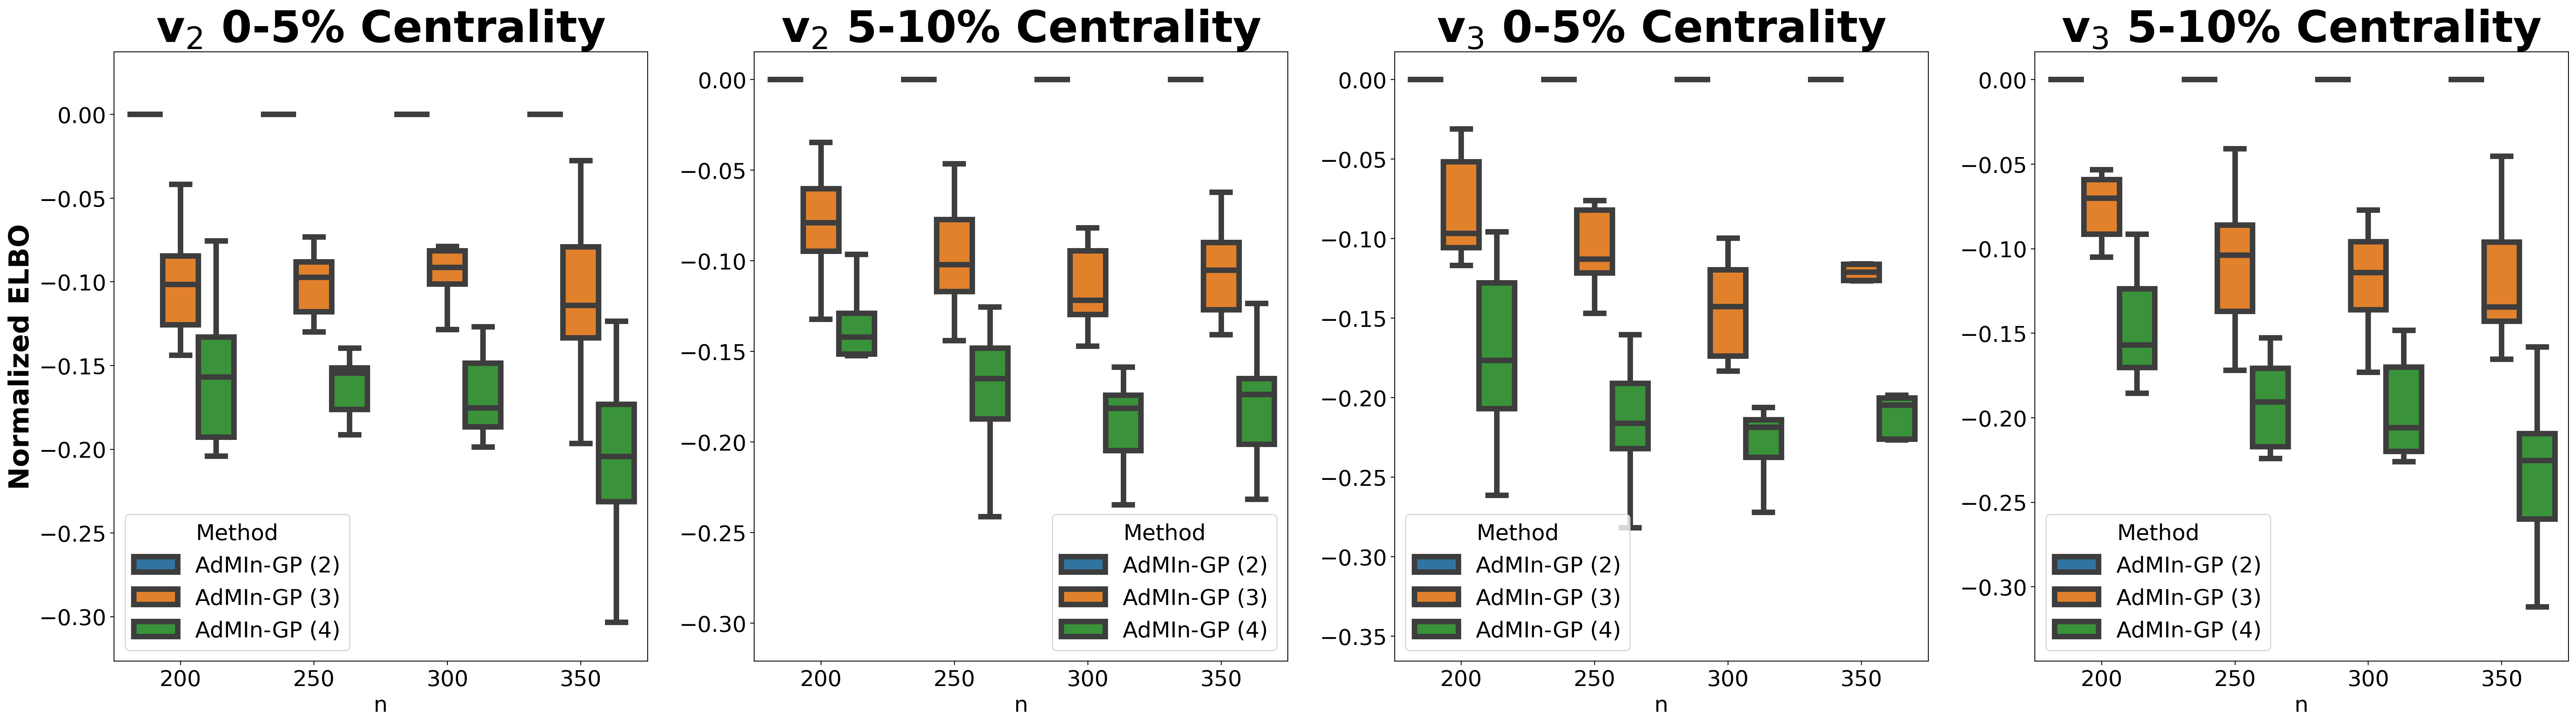 v₂ 0-5% Centrality
v₂ 5-10% Centrality
v₃ 0-5% Centrality
v₃ 5-10% Centrality
Normalized ELBO
0.00
−0.05
−0.10
−0.15
−0.20
−0.25
−0.30
200 250 300 350
n
Method
AdMIn-GP (2)
AdMIn-GP (3)
AdMIn-GP (4)
0.00
−0.05
−0.10
−0.15
−0.20
−0.25
−0.30
200 250 300 350
n
Method
AdMIn-GP (2)
AdMIn-GP (3)
AdMIn-GP (4)
0.00
−0.05
−0.10
−0.15
−0.20
−0.25
−0.30
−0.35
200 250 300 350
n
Method
AdMIn-GP (2)
AdMIn-GP (3)
AdMIn-GP (4)
0.00
−0.05
−0.10
−0.15
−0.20
−0.25
−0.30
200 250 300 350
n
Method
AdMIn-GP (2)
AdMIn-GP (3)
AdMIn-GP (4)